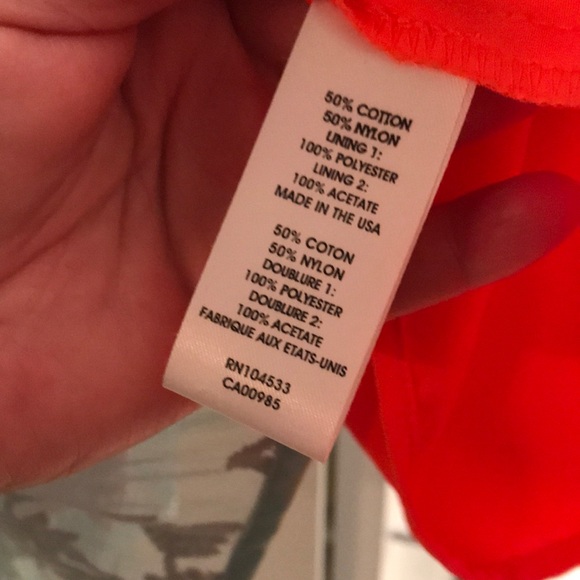 50% COTTON
50% NYLON
LINING 1:
100% POLYESTER
LINING 2:
100% ACETATE
MADE IN THE USA
50% COTON
50% NYLON
DOUBLURE 1:
100% POLYESTER
DOUBLURE 2:
100% ACETATE
FABRIQUE AUX ETATS-UNIS
RN104533
CA00985